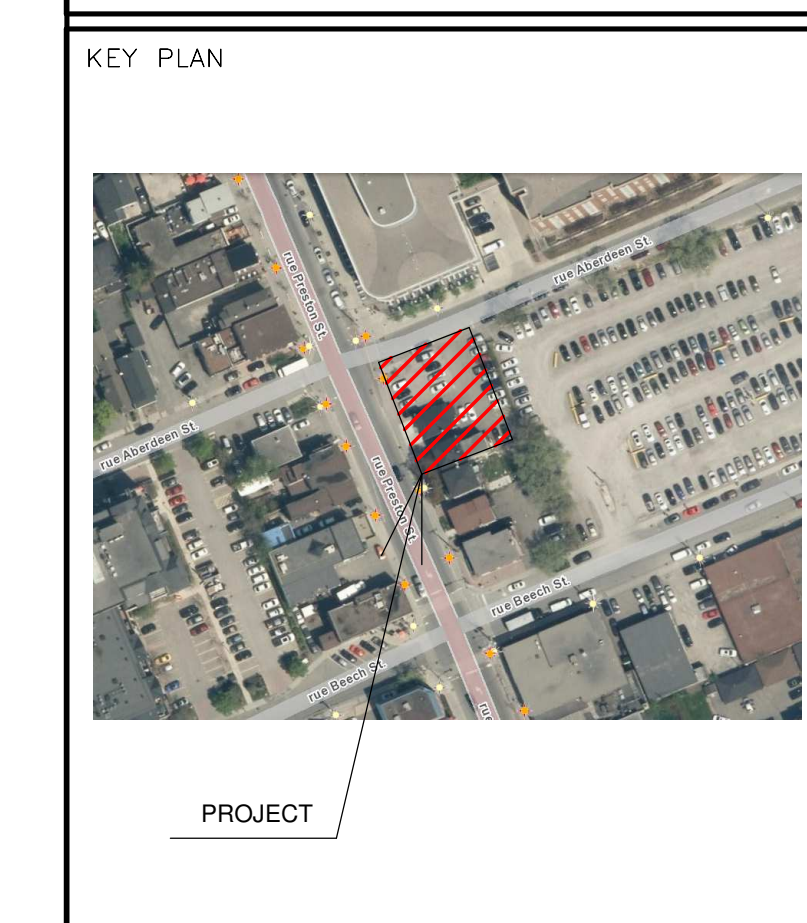 KEY PLAN
rue Preston St.
rue Aberdeen St.
rue Aberdeen St.
rue Preston St.
rue Beech St.
rue Beech St.
rue
PROJECT